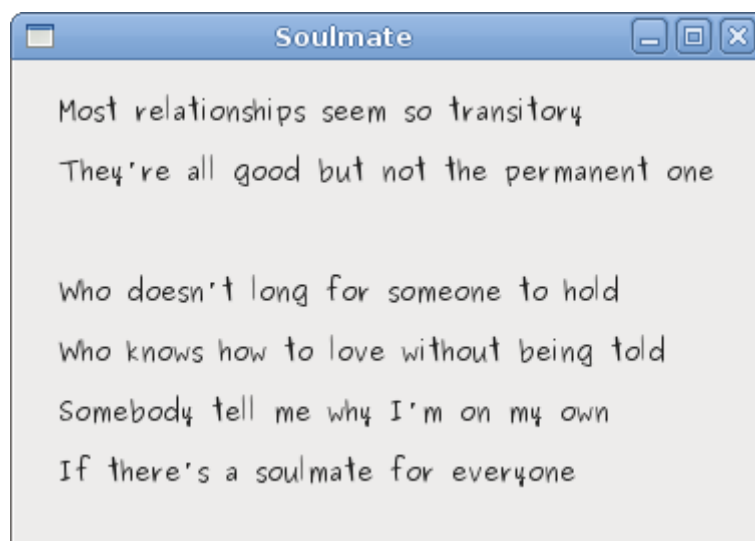 Soulmate
Most relationships seem so transitory
They're all good but not the permanent one
Who doesn't long for someone to hold
Who knows how to love without being told
Somebody tell me why I'm on my own
If there's a soulmate for everyone